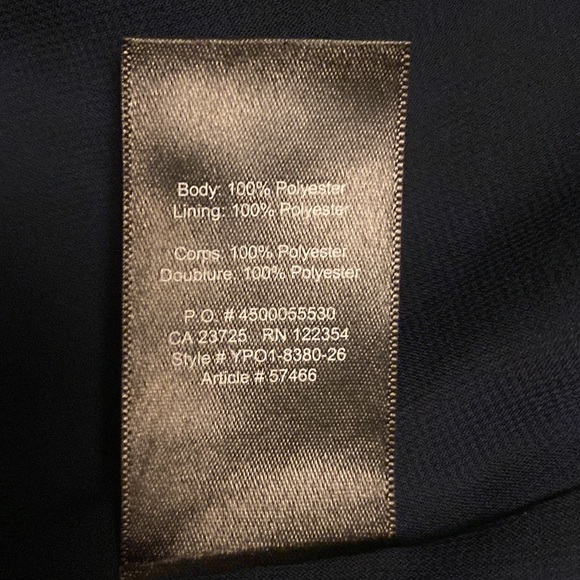 Body: 100% Polyester
Lining: 100% Polyester
Corps: 100% Polyester
Doublure: 100% Polyester
P.O. # 4500055530
CA 23725 RN 122354
Style # YPO1-8380-26
Article # 57466